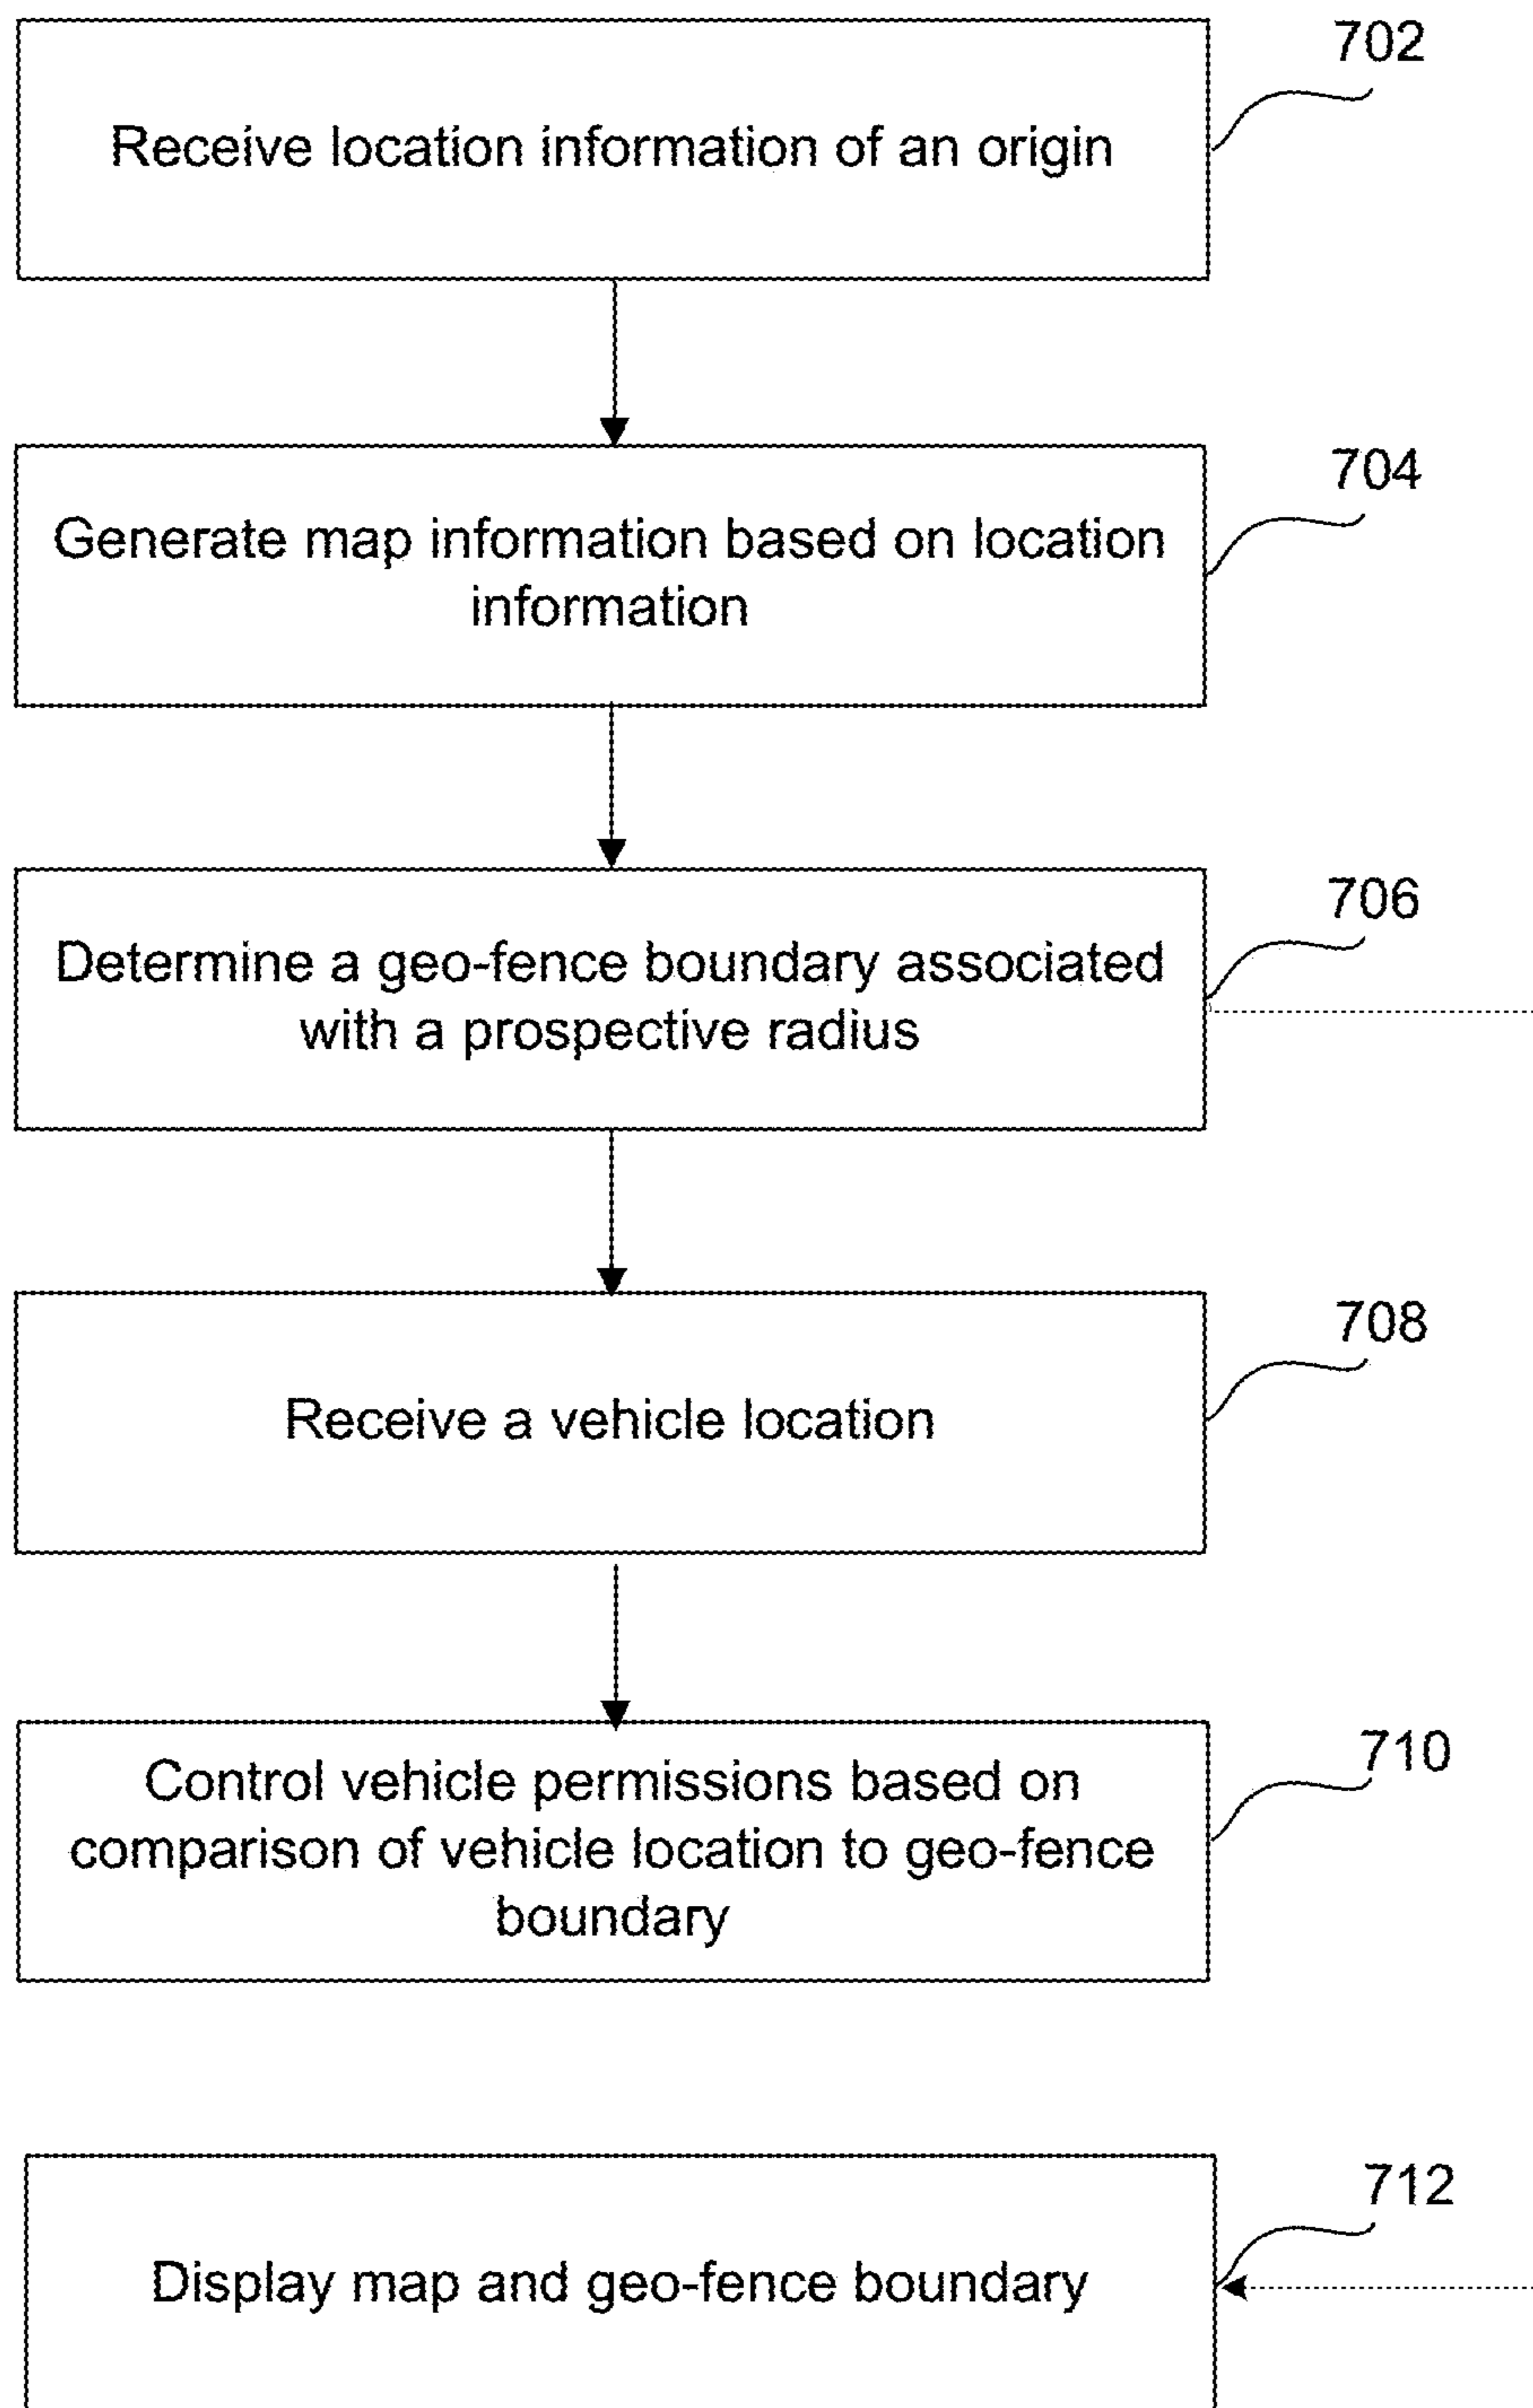 702
Receive location information of an origin
704
Generate map information based on location
information
706
Determine a geo-fence boundary associated
with a prospective radius
708
Receive a vehicle location
710
Control vehicle permissions based on
comparison of vehicle location to geo-fence
boundary
712
Display map and geo-fence boundary